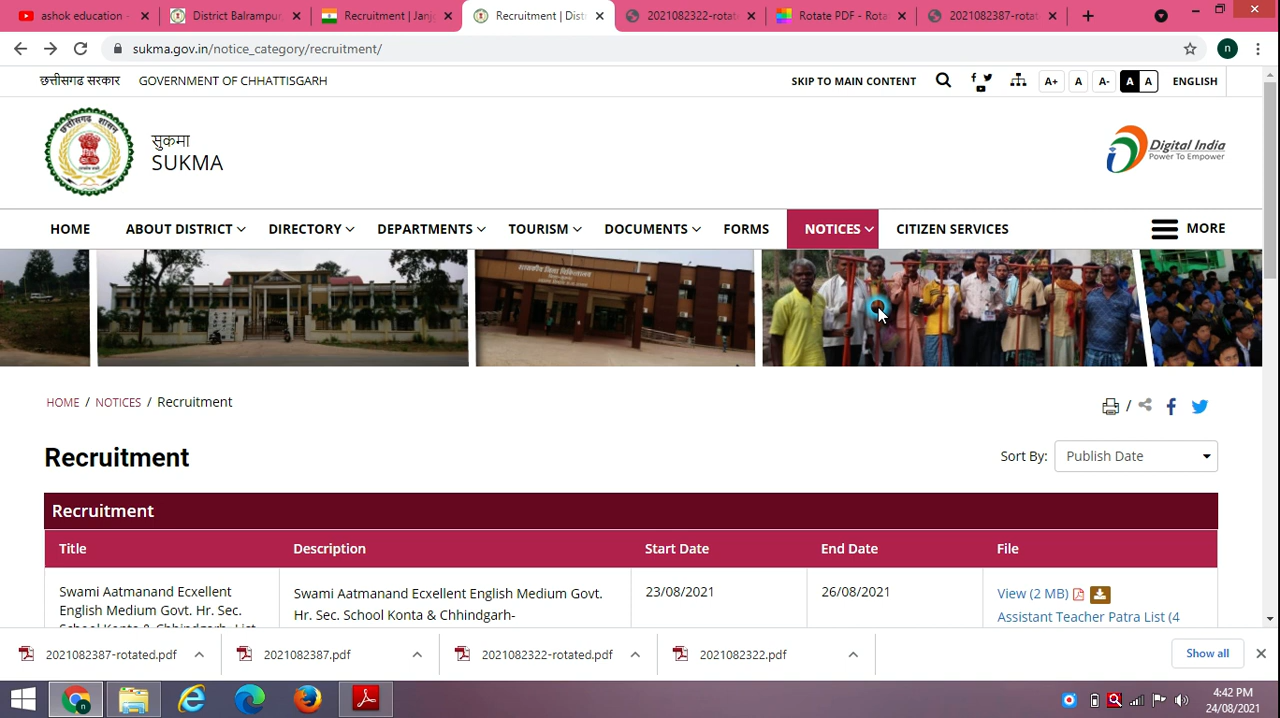 ashok education -
District Balrampur,
Recruitment | Janj
Recruitment | Dist
2021082322-rotat
Rotate PDF - Rota
2021082387-rotat
sukma.gov.in/notice_category/recruitment/
n
छत्तीसगढ सरकार GOVERNMENT OF CHHATTISGARH
SKIP TO MAIN CONTENT
A+ A A- A A ENGLISH
सुकमा
SUKMA
Digital India
Power To Empower
HOME ABOUT DISTRICT DIRECTORY DEPARTMENTS TOURISM DOCUMENTS FORMS NOTICES CITIZEN SERVICES MORE
HOME / NOTICES / Recruitment
Recruitment
Sort By: Publish Date
Recruitment
Title Description Start Date End Date File
Swami Aatmanand Ecxellent
English Medium Govt. Hr. Sec.
School Konta & Chhindgarh- List
Swami Aatmanand Ecxellent English Medium Govt.
Hr. Sec. School Konta & Chhindgarh-
23/08/2021
26/08/2021
View (2 MB)
Assistant Teacher Patra List (4
2021082387-rotated.pdf
2021082387.pdf
2021082322-rotated.pdf
2021082322.pdf
Show all
4:42 PM
24/08/2021